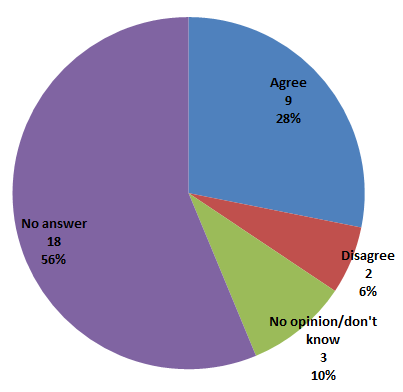 Agree
9
28%
Disagree
2
6%
No opinion/don't
know
3
10%
No answer
18
56%